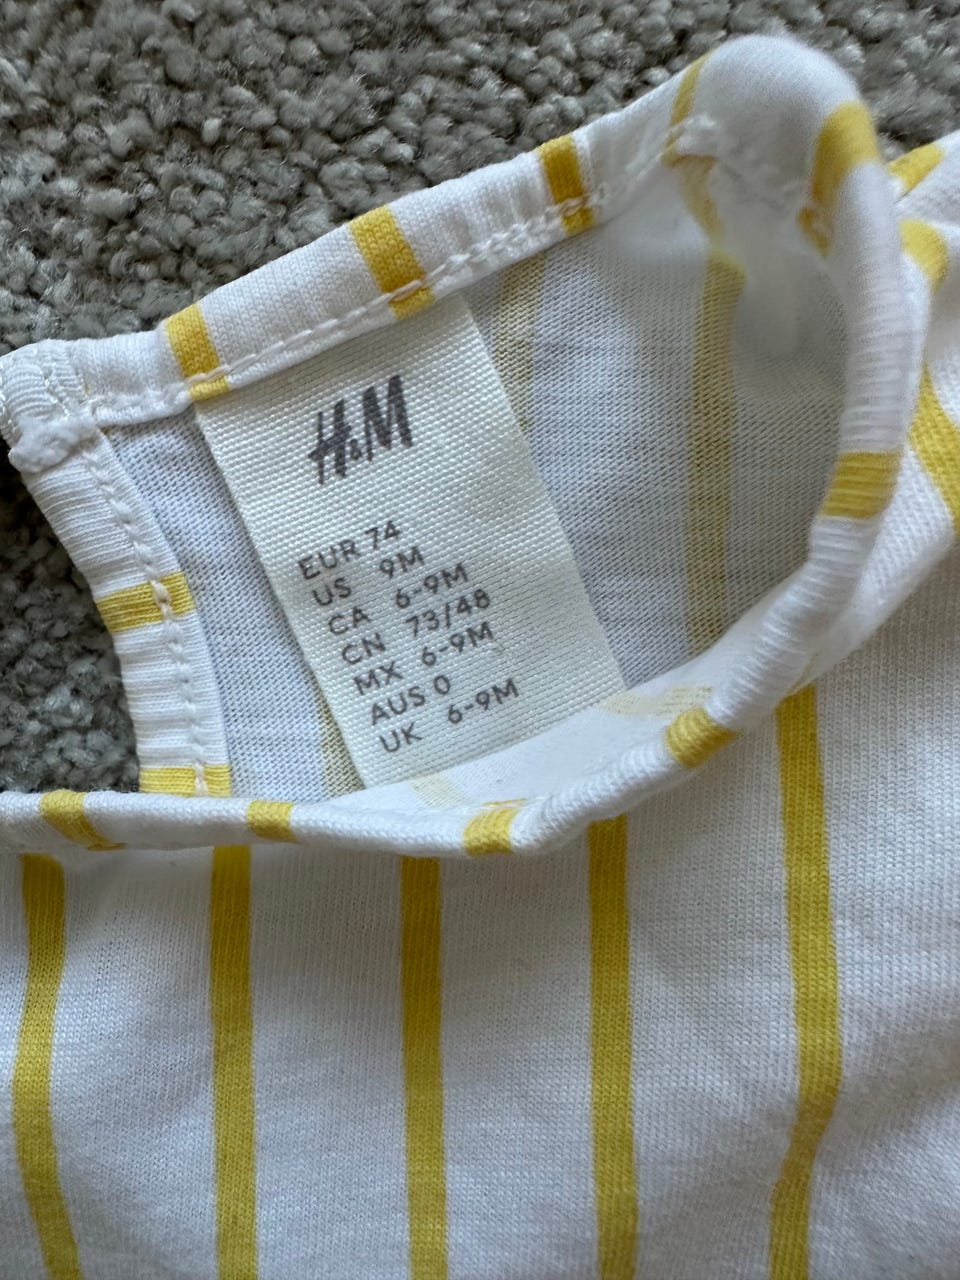 H&M
EUR 74
US 9M
CA 6-9M
CN 73/48
MX 6-9M
AUS 0
UK 6-9M